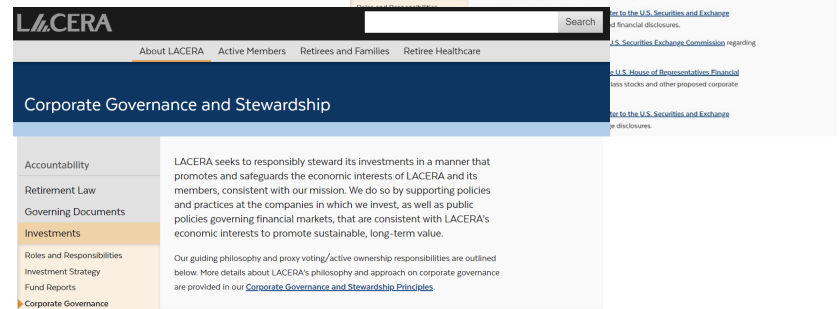 Roles and Responsibilities
LACERA
Search
About LACERA Active Members Retirees and Families Retiree Healthcare
Corporate Governance and Stewardship
Accountability
Retirement Law
Governing Documents
Investments
Roles and Responsibilities
Investment Strategy
Fund Reports
Corporate Governance
LACERA seeks to responsibly steward its investments in a manner that
promotes and safeguards the economic interests of LACERA and its
members, consistent with our mission. We do so by supporting policies
and practices at the companies in which we invest, as well as public
policies governing financial markets, that are consistent with LACERA's
economic interests to promote sustainable, long-term value.
Our guiding philosophy and proxy voting/active ownership responsibilities are outlined
below. More details about LACERA's philosophy and approach on corporate governance
are provided in our Corporate Governance and Stewardship Principles.
ter to the U.S. Securities and Exchange
d financial disclosures.
U.S. Securities Exchange Commission regarding
e U.S. House of Representatives Financial
lass stocks and other proposed corporate
ter to the U.S. Securities and Exchange
ge disclosures.